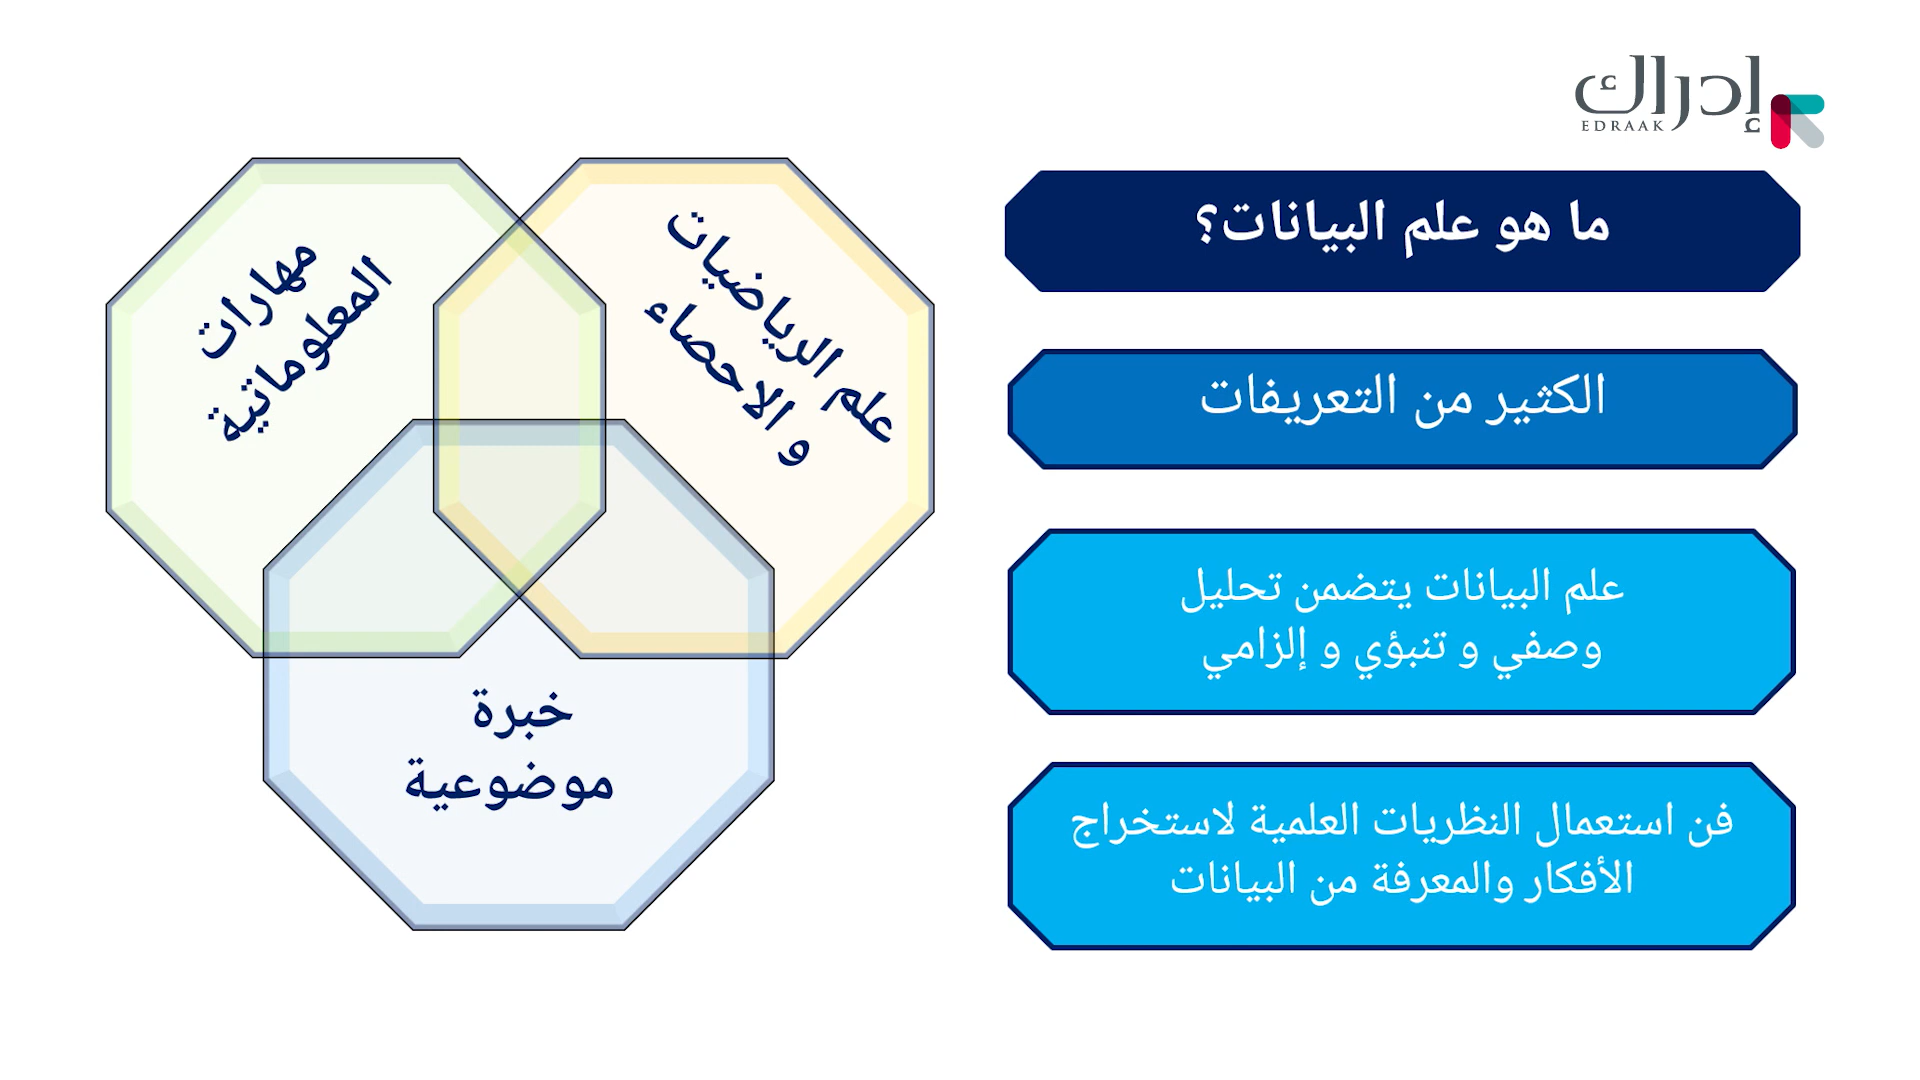 إدراك
EDRAAK
ما هو علم البيانات؟
الكثير من التعريفات
علم البيانات يتضمن تحليل
وصفي و تنبؤي و إلزامي
فن استعمال النظريات العلمية لاستخراج
الأفكار والمعرفة من البيانات
علم الرياضيات
و الاحصاء
مهارات
المعلوماتية
خبرة
موضوعية